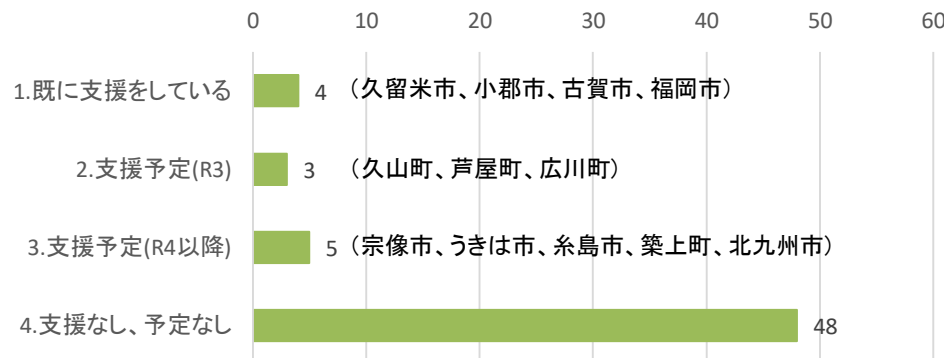 0 10 20 30 40 50 60
1.既に支援をしている 4 (久留米市、小郡市、古賀市、福岡市)
2.支援予定(R3) 3 (久山町、芦屋町、広川町)
3.支援予定(R4以降) 5 (宗像市、うきは市、糸島市、築上町、北九州市)
4.支援なし、予定なし 48